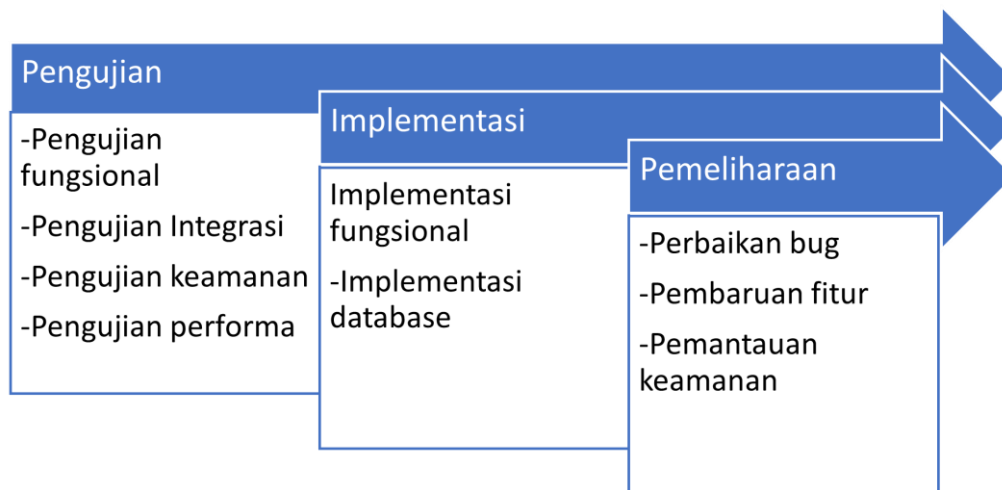 Pengujian
-Pengujian
fungsional
-Pengujian Integrasi
-Pengujian keamanan
-Pengujian performa
Implementasi
Implementasi
fungsional
-Implementasi
database
Pemeliharaan
-Perbaikan bug
-Pembaruan fitur
-Pemantauan
keamanan